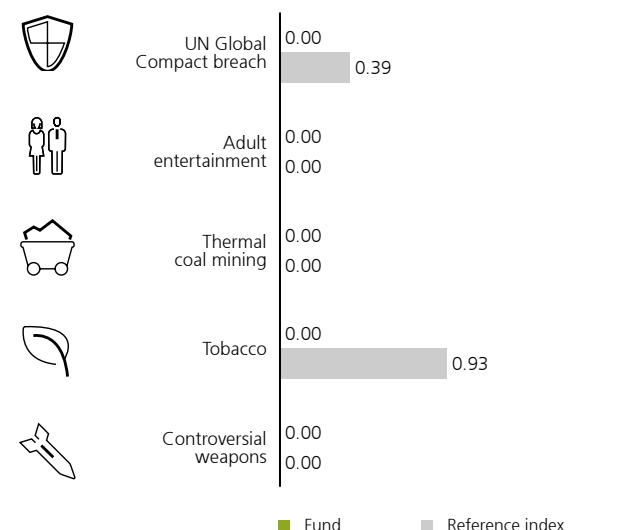 UN Global
Compact breach
0.00
0.39
Adult
entertainment
0.00
0.00
Thermal
coal mining
0.00
0.00
Tobacco
0.00
0.93
Controversial
weapons
0.00
0.00
Fund
Reference index